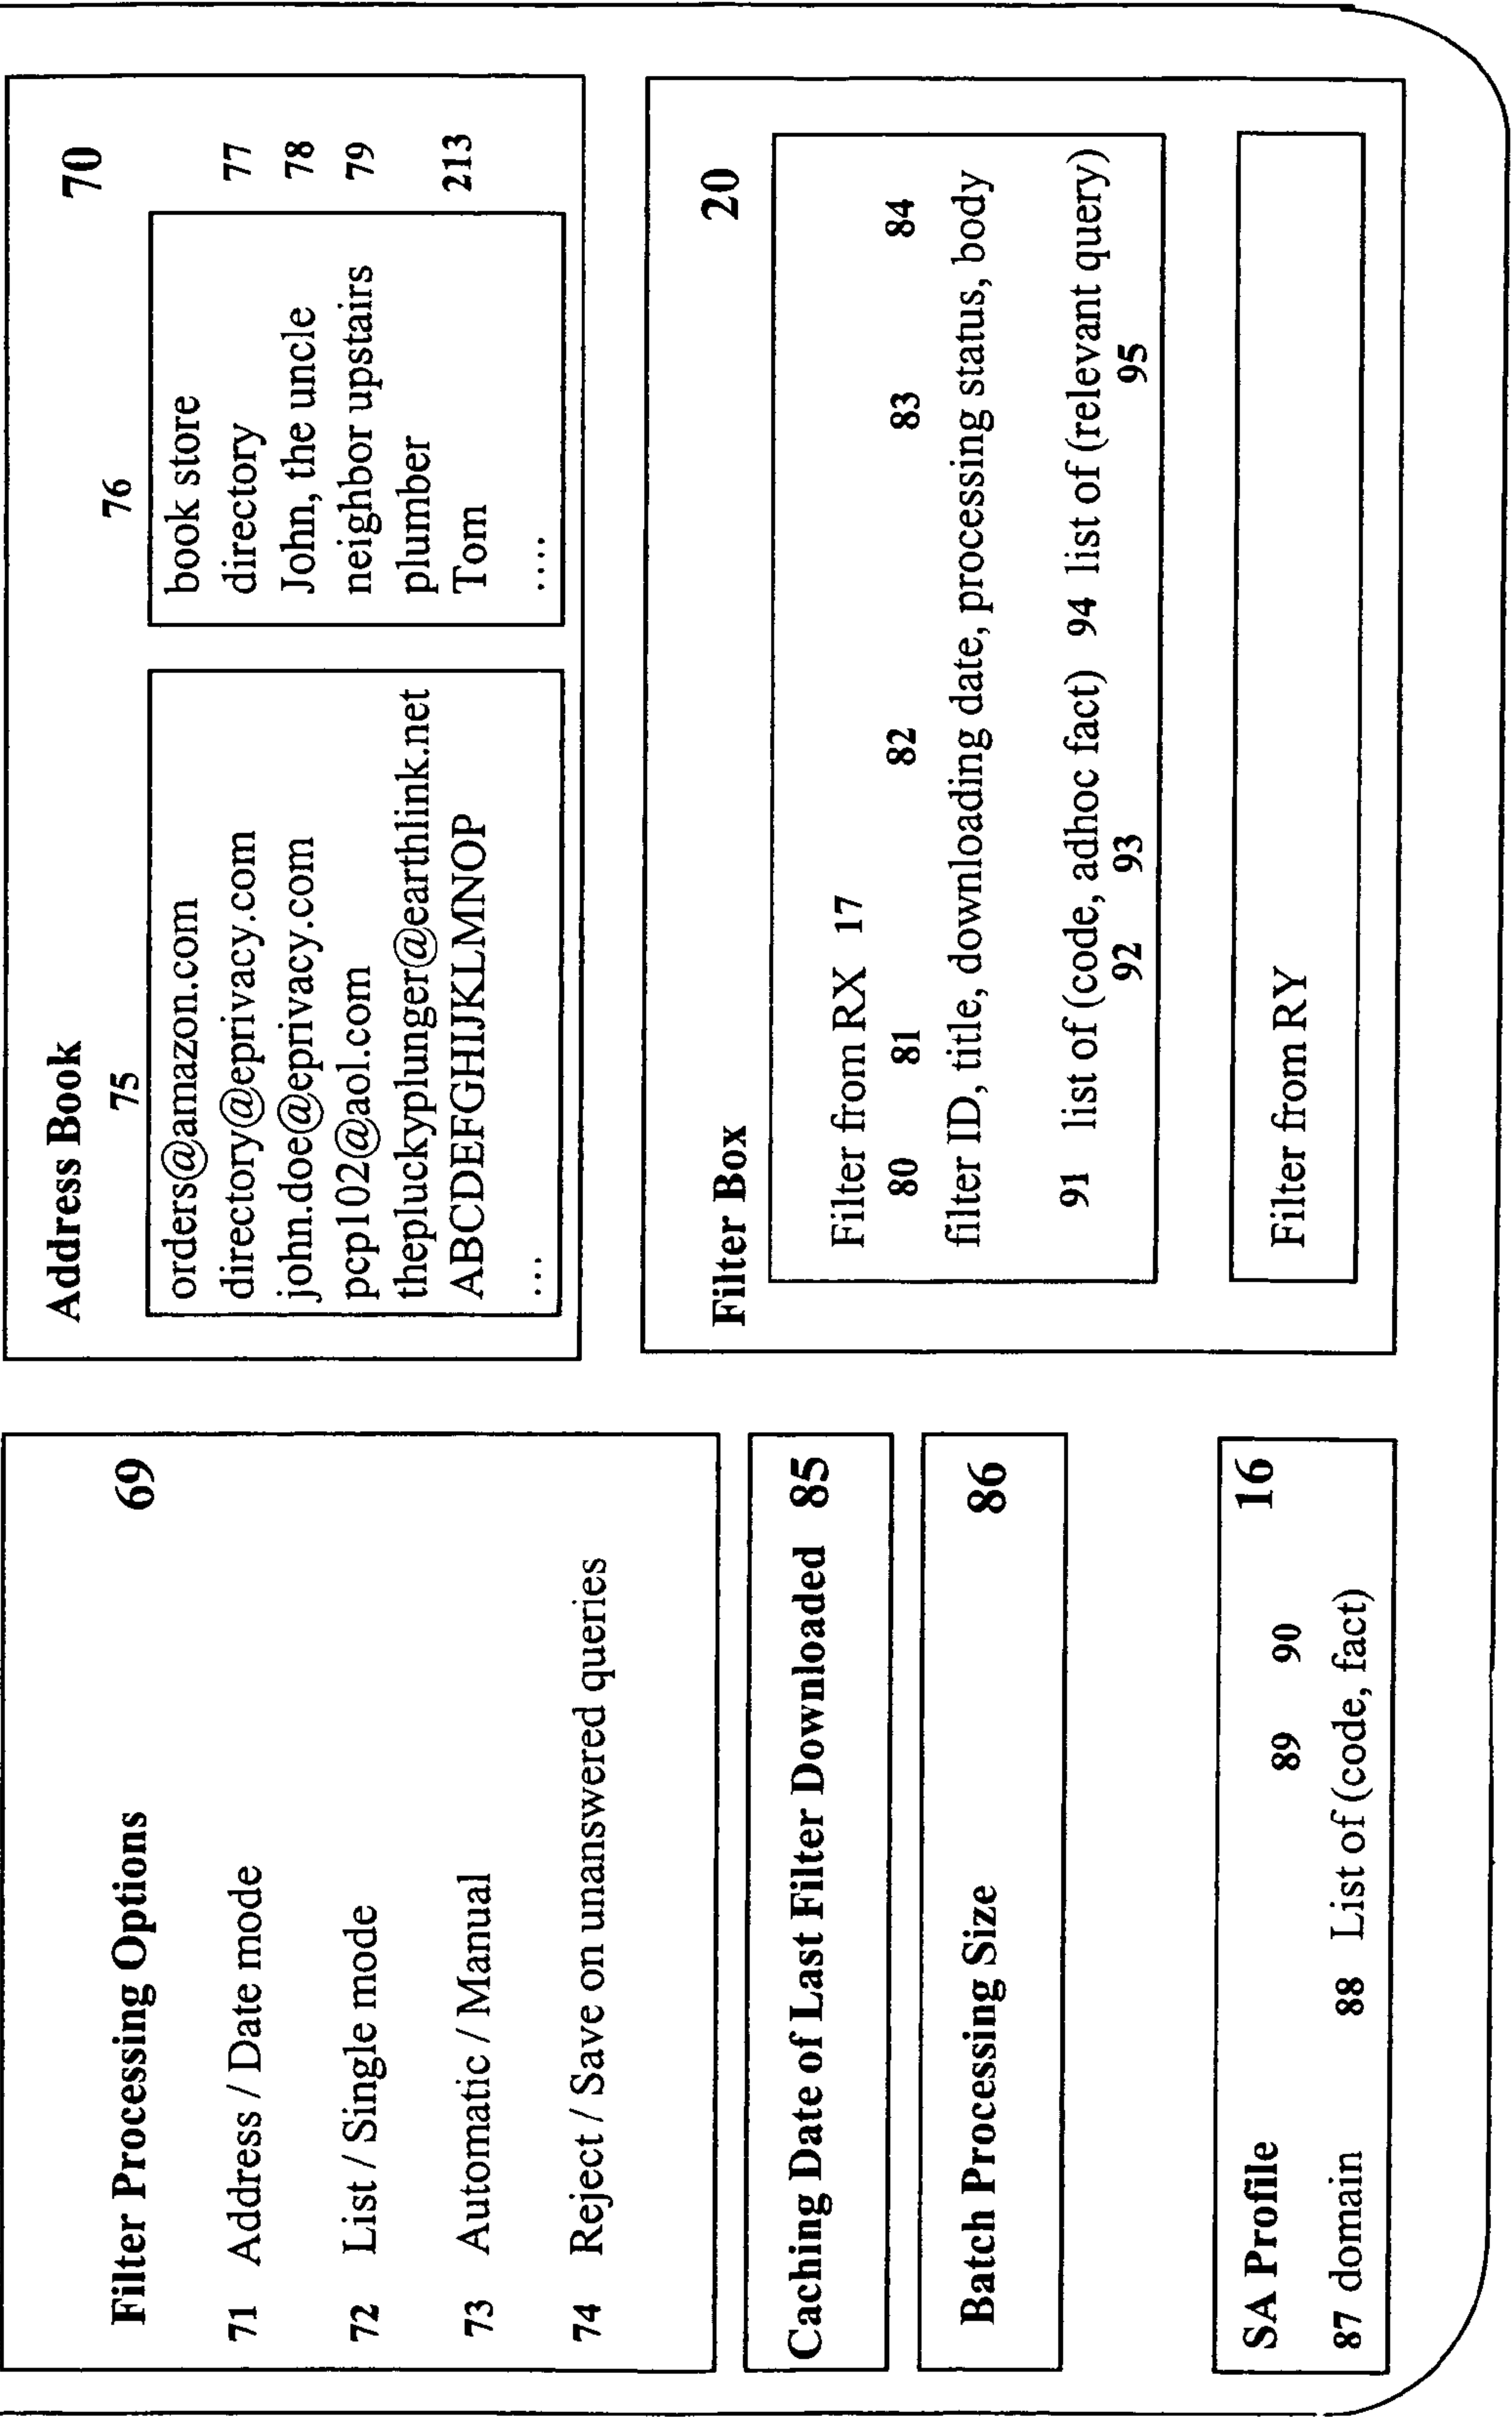 Filter Processing Options 69
71 Address / Date mode
72 List / Single mode
73 Automatic / Manual
74 Reject / Save on unanswered queries
Caching Date of Last Filter Downloaded 85
Batch Processing Size 86
SA Profile 16
89 90
87 domain 88 List of (code, fact)
Address Book 70
75 76
orders@amazon.com
directory@eprivacy.com
john.doe@eprivacy.com
pcp102@aol.com
thepluckyplunger@earthlink.net
ABCDEFGHIJKLMNOP
...
book store
directory 77
John, the uncle 78
neighbor upstairs 79
plumber
Tom 213
....
Filter Box 20
Filter from RX 17
80 81 82 83 84
filter ID, title, downloading date, processing status, body
91 list of (code, adhoc fact) 94 list of (relevant query)
92 93 95
Filter from RY